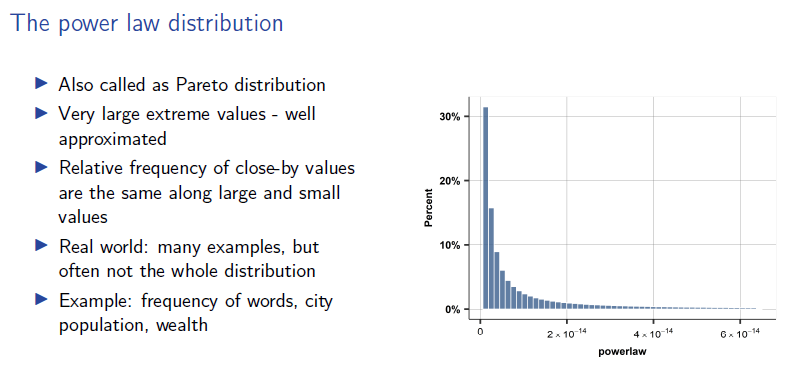 The power law distribution
▶ Also called as Pareto distribution
▶ Very large extreme values - well
approximated
▶ Relative frequency of close-by values
are the same along large and small
values
▶ Real world: many examples, but
often not the whole distribution
▶ Example: frequency of words, city
population, wealth
30%
20%
10%
0%
Percent
0 2 × 10⁻¹⁴ 4 × 10⁻¹⁴ 6 × 10⁻¹⁴
powerlaw